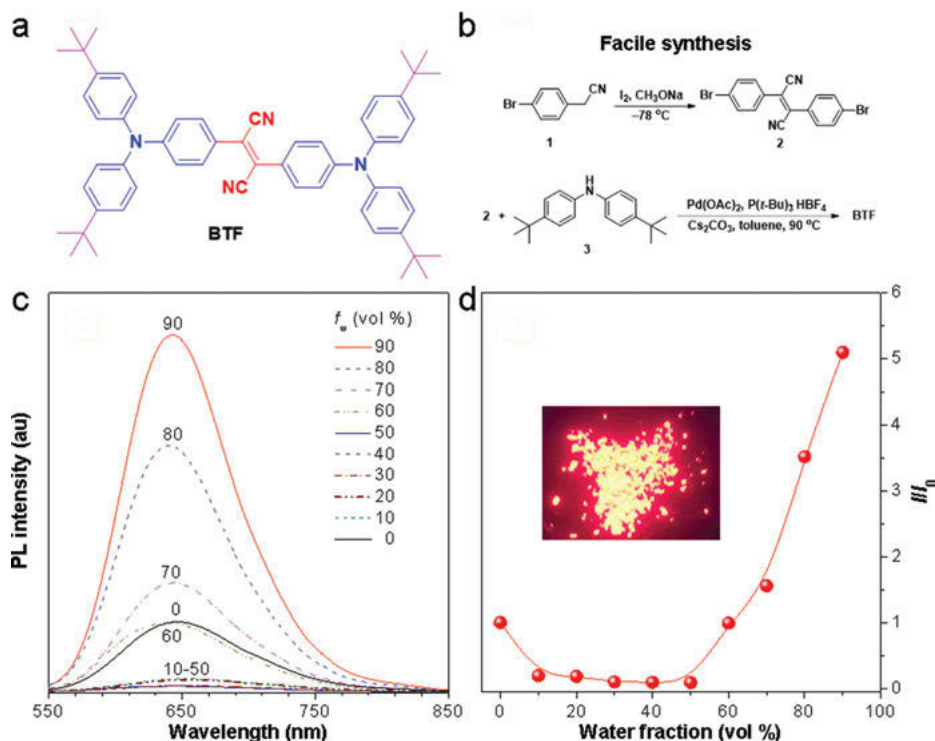 a
CN
N
N
NC
BTF
b
Facile synthesis
Br
CN
I2, CH3ONa
–78 °C
Br
CN
NC
Br
1
2
H
N
2 +
Pd(OAc)2, P(t-Bu)3 HBF4
Cs2CO3, toluene, 90 °C
BTF
3
c
PL intensity (au)
90
80
70
0
60
10-50
fw (vol %)
90
80
70
60
50
40
30
20
10
0
550
650
750
850
Wavelength (nm)
d
6
5
4
3
2
1
0
I/I0
0
20
40
60
80
100
Water fraction (vol %)